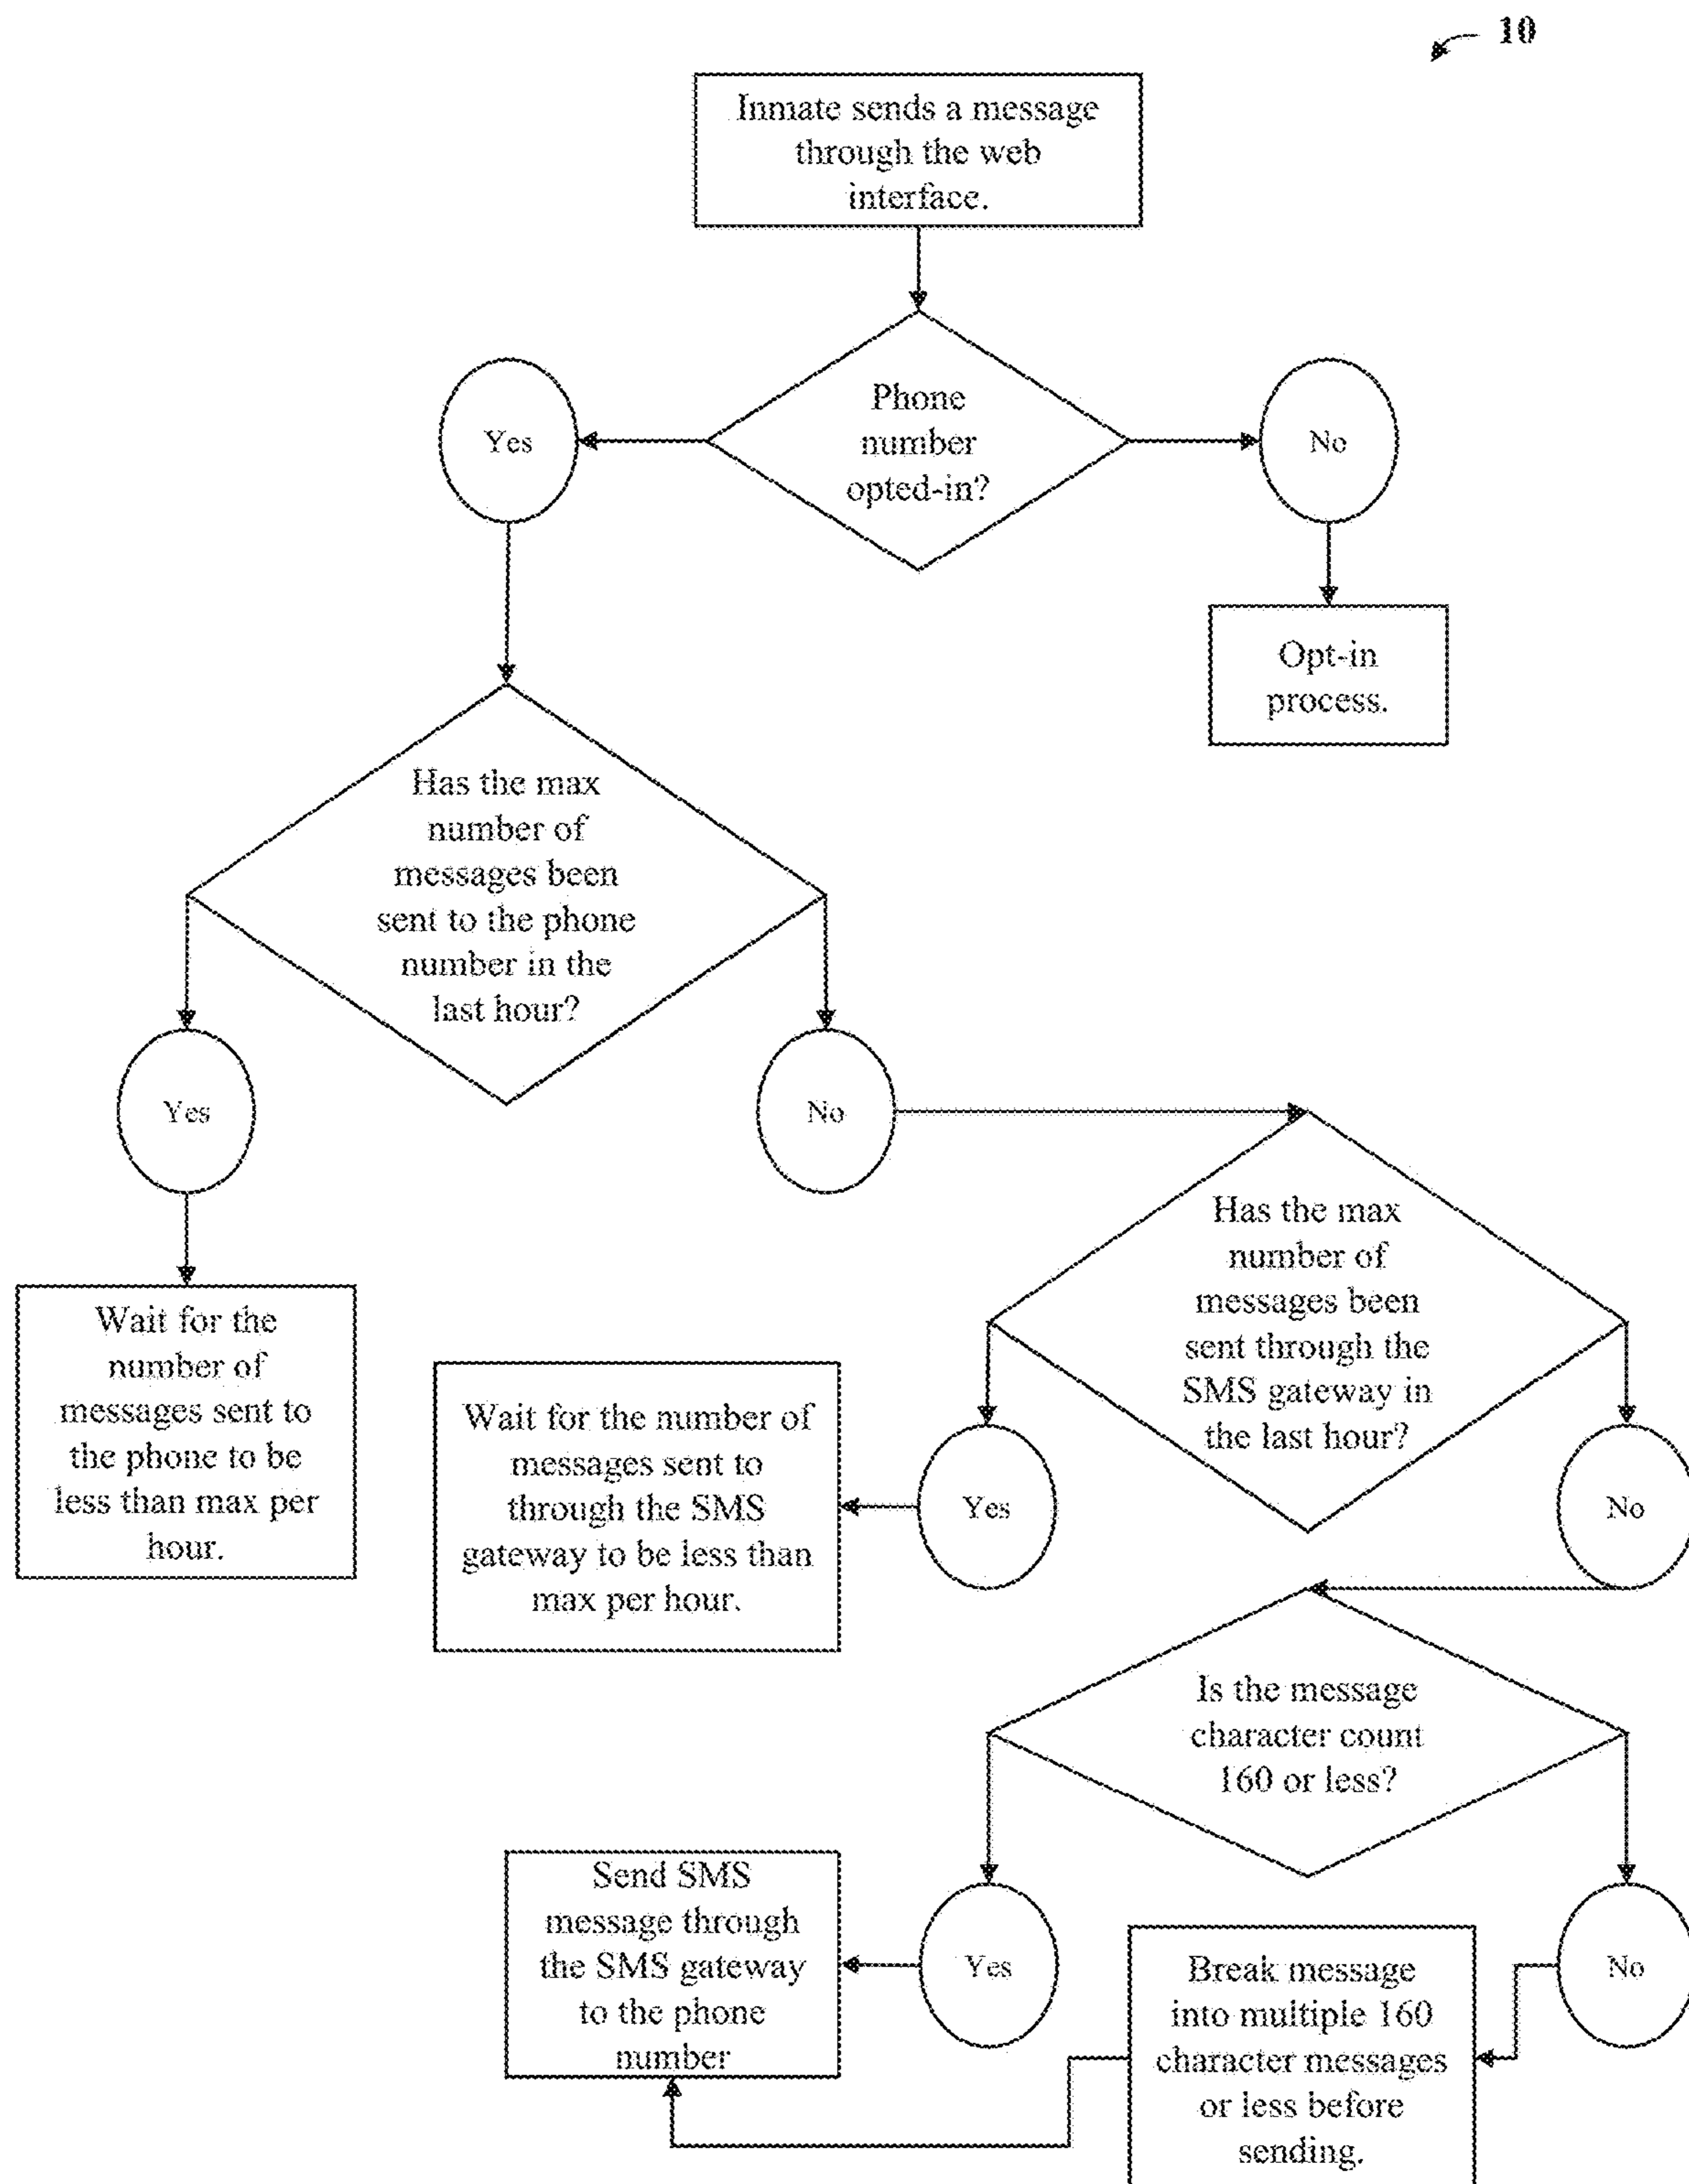 10
Inmate sends a message
through the web
interface.
Phone
number
opted-in?
Yes
No
Opt-in
process.
Has the max
number of
messages been
sent to the phone
number in the
last hour?
Yes
No
Wait for the
number of
messages sent to
the phone to be
less than max per
hour.
Has the max
number of
messages been
sent through the
SMS gateway in
the last hour?
Wait for the number of
messages sent to
through the SMS
gateway to be less than
max per hour.
Yes
No
Is the message
character count
160 or less?
Send SMS
message through
the SMS gateway
to the phone
number
Yes
Break message
into multiple 160
character messages
or less before
sending.
No